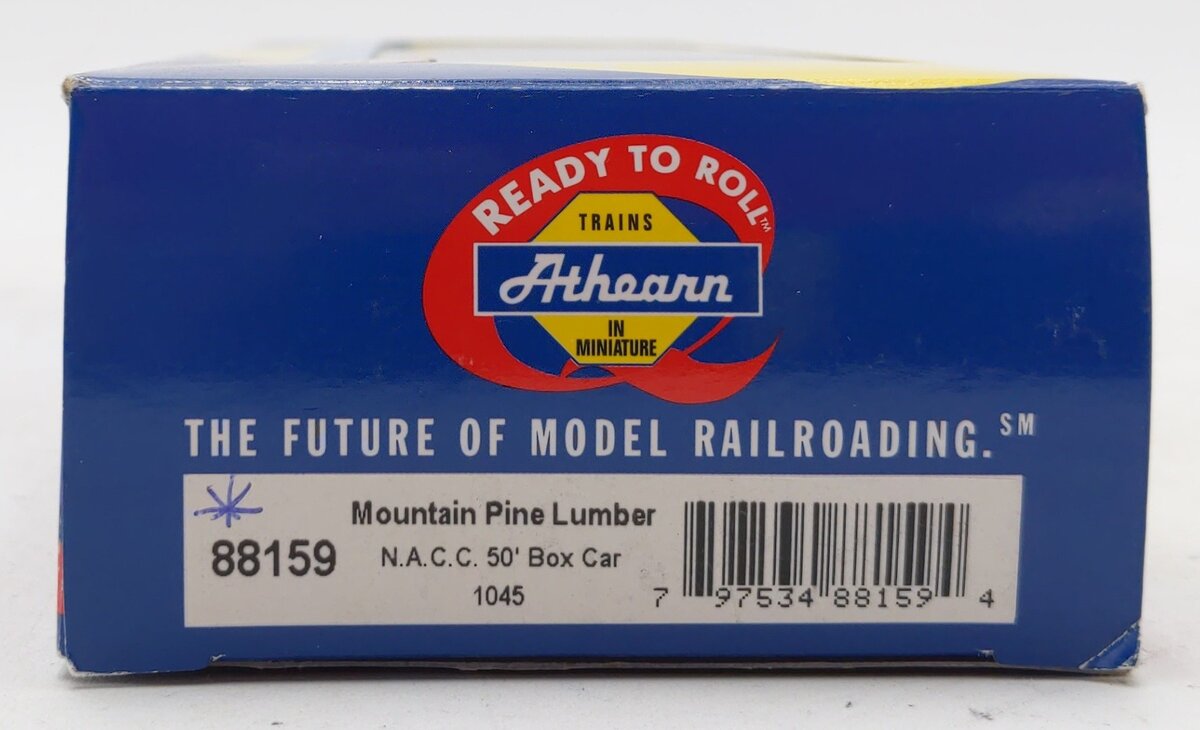 READY TO ROLL™
TRAINS
Athearn
IN
MINIATURE
THE FUTURE OF MODEL RAILROADING.℠
Mountain Pine Lumber
88159
N.A.C.C. 50' Box Car
1045
7 97534 88159 4